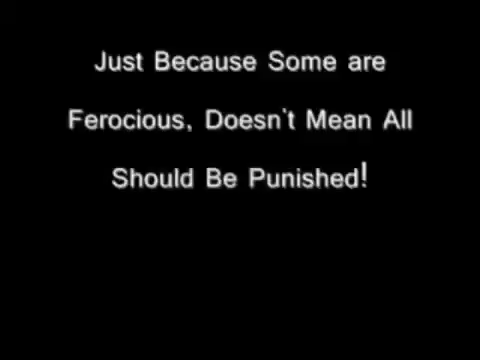 Just Because Some are
Ferocious, Doesn't Mean All
Should Be Punished!